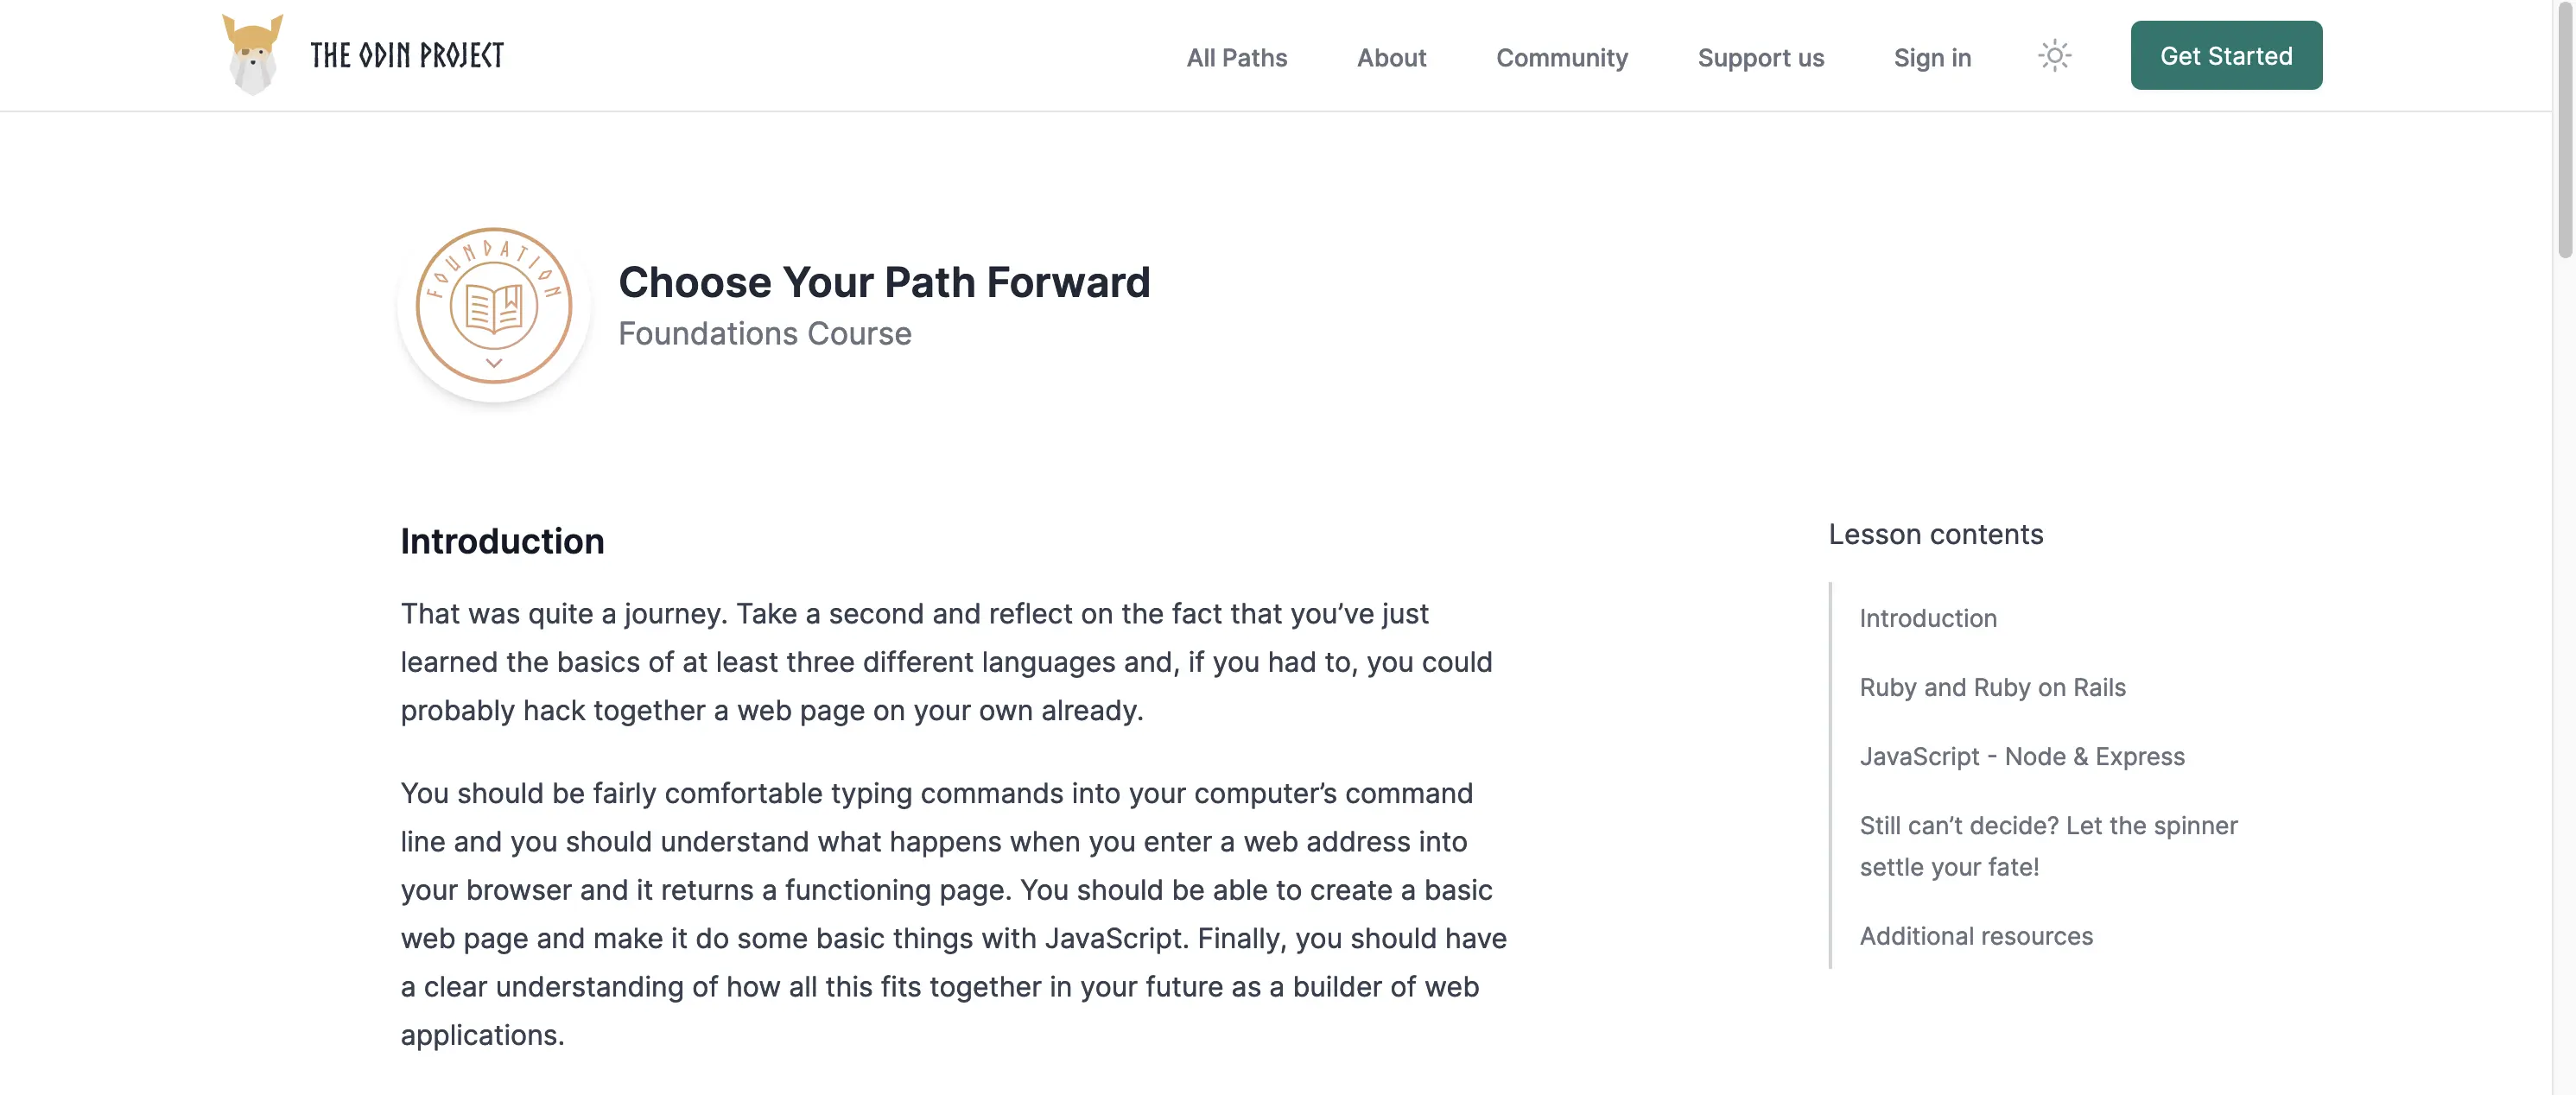 THE ODIN PROJECT
All Paths
About
Community
Support us
Sign in
Get Started
FOUNDATION
Choose Your Path Forward
Foundations Course
Introduction
That was quite a journey. Take a second and reflect on the fact that you’ve just
learned the basics of at least three different languages and, if you had to, you could
probably hack together a web page on your own already.
You should be fairly comfortable typing commands into your computer’s command
line and you should understand what happens when you enter a web address into
your browser and it returns a functioning page. You should be able to create a basic
web page and make it do some basic things with JavaScript. Finally, you should have
a clear understanding of how all this fits together in your future as a builder of web
applications.
Lesson contents
Introduction
Ruby and Ruby on Rails
JavaScript - Node & Express
Still can’t decide? Let the spinner
settle your fate!
Additional resources